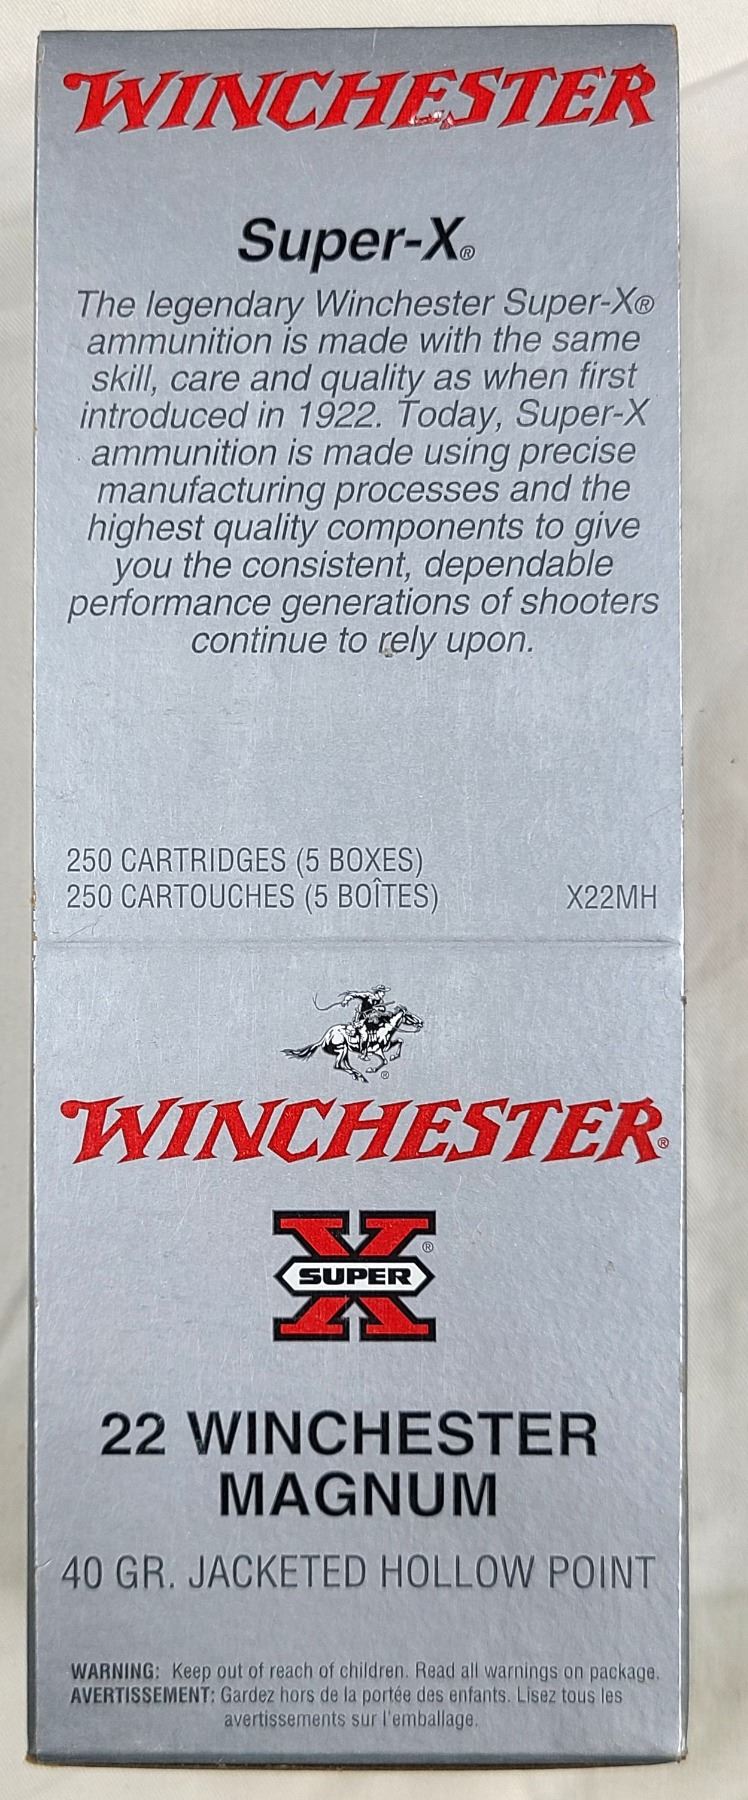 WINCHESTER
Super-X®
The legendary Winchester Super-X®
ammunition is made with the same
skill, care and quality as when first
introduced in 1922. Today, Super-X
ammunition is made using precise
manufacturing processes and the
highest quality components to give
you the consistent, dependable
performance generations of shooters
continue to rely upon.
250 CARTRIDGES (5 BOXES)
250 CARTOUCHES (5 BOÎTES) X22MH
®
WINCHESTER®
X ®
SUPER
22 WINCHESTER
MAGNUM
40 GR. JACKETED HOLLOW POINT
WARNING: Keep out of reach of children. Read all warnings on package.
AVERTISSEMENT: Gardez hors de la portée des enfants. Lisez tous les
avertissements sur l'emballage.